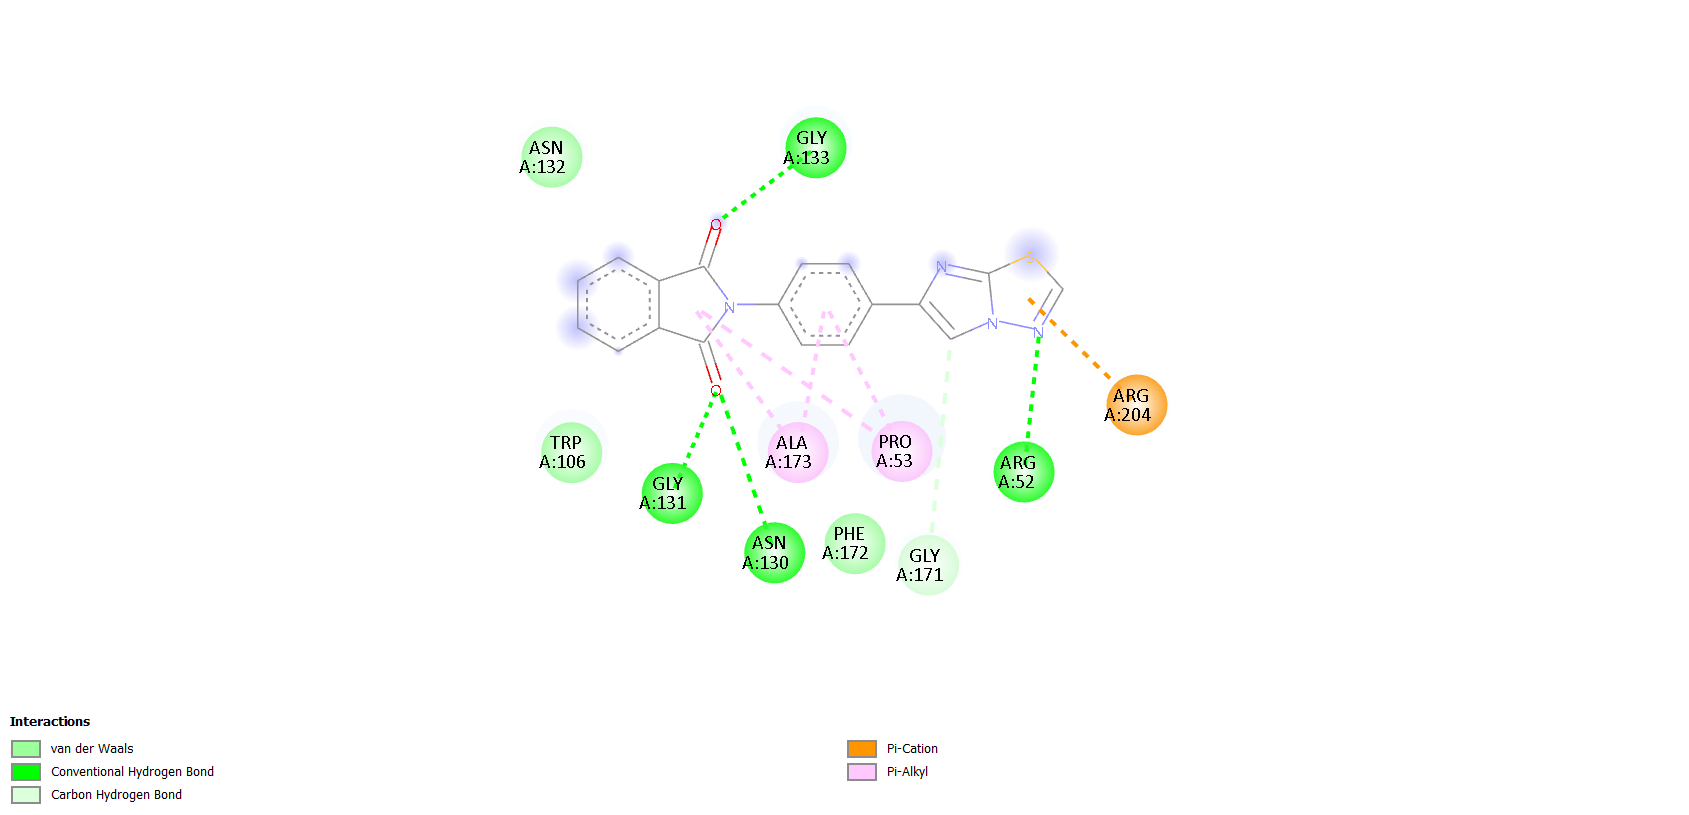 GLY
A:133
ASN
A:132
O
N
S
N
N
N
O
ARG
A:204
TRP
A:106
ALA
A:173
PRO
A:53
ARG
A:52
GLY
A:131
ASN
A:130
PHE
A:172
GLY
A:171
Interactions
van der Waals
Conventional Hydrogen Bond
Carbon Hydrogen Bond
Pi-Cation
Pi-Alkyl